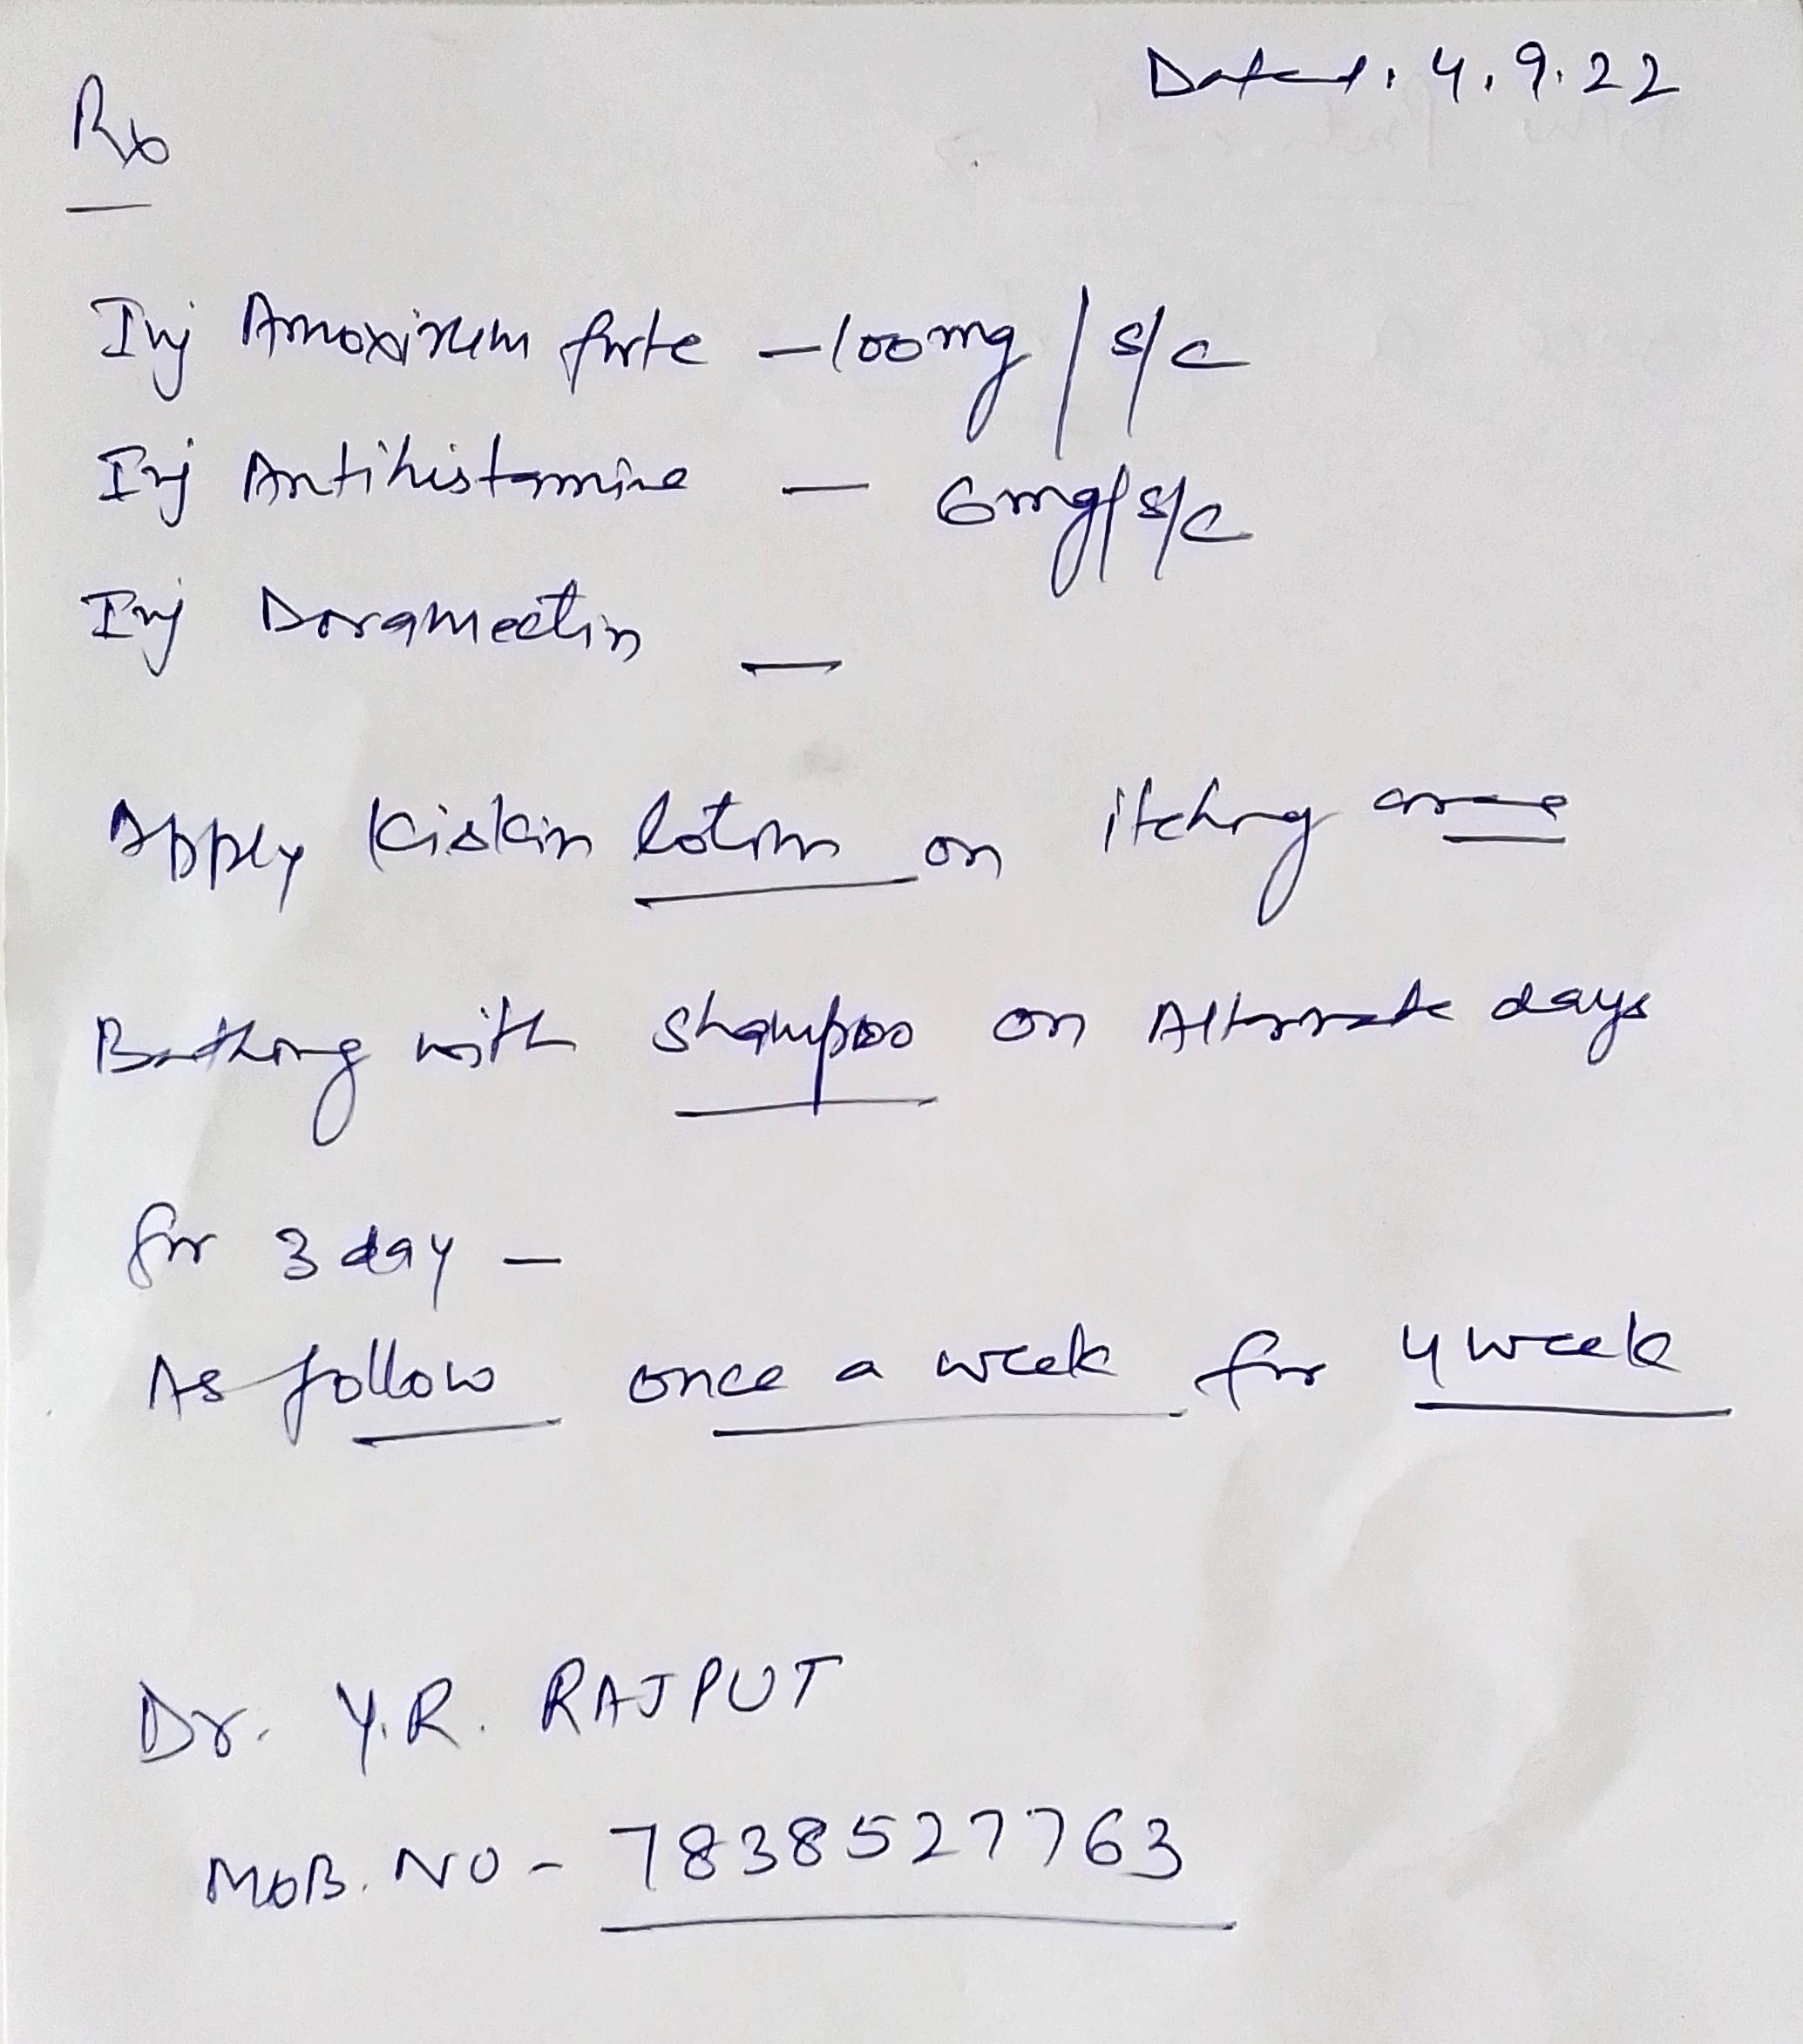 Dated: 4.9.22
Rx
Inj Amoxirum forte - 100mg / s/c
Inj Antihistamine - 6mg / s/c
Inj Doramectin -
Apply Kiskin lotion on itching area
Bathing with shampoo on Alternate days
for 3 day -
As follow once a week for 4 week
Dr. Y.R. RAJPUT
MOB. NO - 7838527763